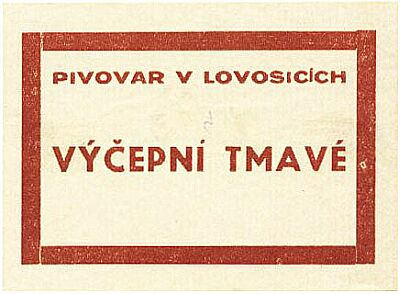 PIVOVAR V LOVOSICÍCH
VÝČEPNÍ TMAVÉ